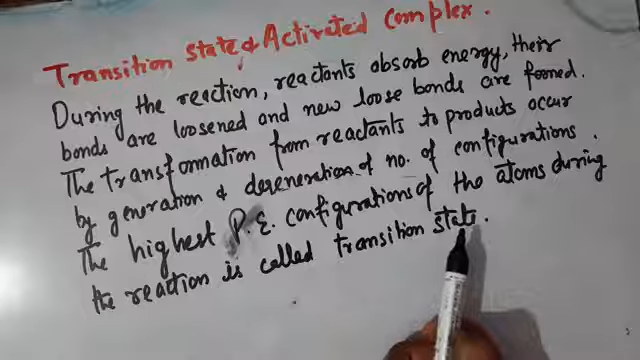 Transition state & Activated Complex.
During the reaction, reactants absorb energy, their
bonds are loosened and new loose bonds are formed.
The transformation from reactants to products occur
by generation & dereneration of no. of configurations.
The highest P.E. configurations of the atoms during
the reaction is called transition state.